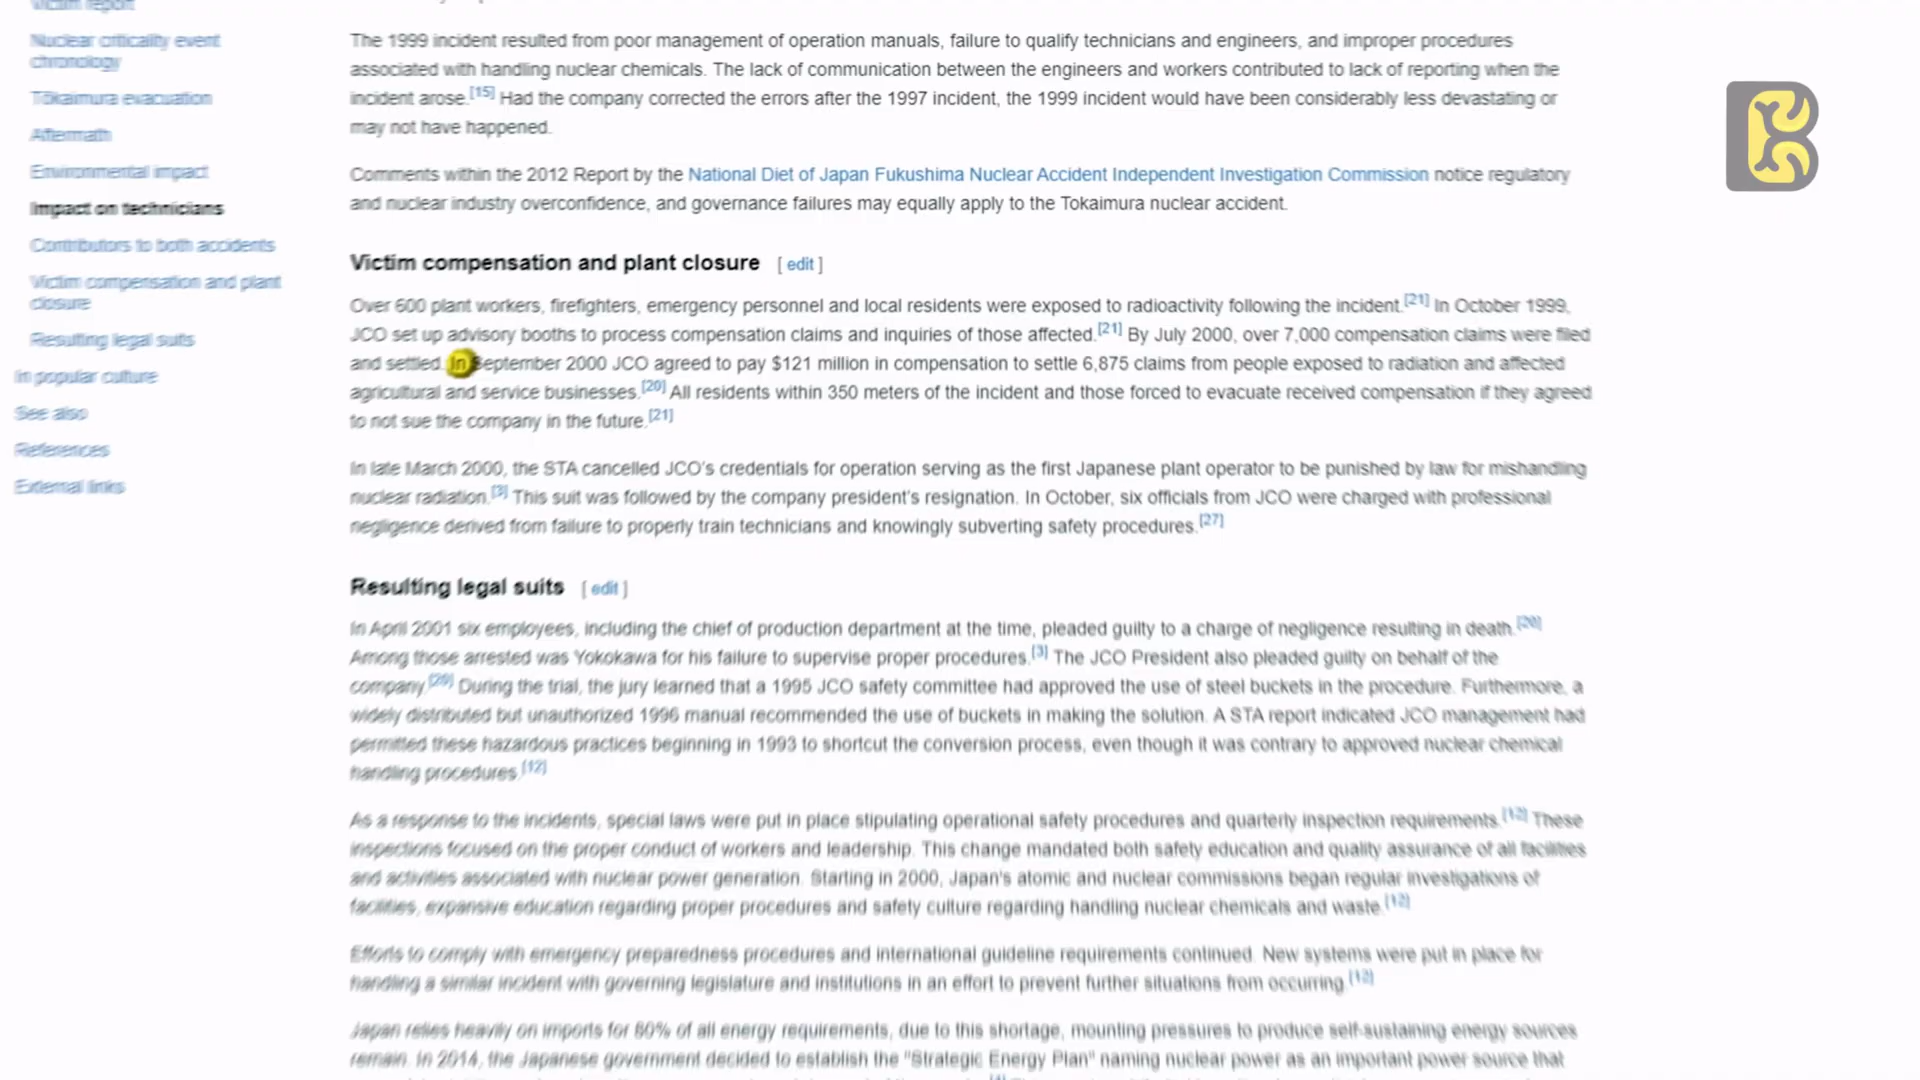 Victim report
Nuclear criticality event
chronology
Tōkaimura evacuation
Aftermath
Environmental impact
Impact on technicians
Contributors to both accidents
Victim compensation and plant
closure
Resulting legal suits
In popular culture
See also
References
External links
The 1999 incident resulted from poor management of operation manuals, failure to qualify technicians and engineers, and improper procedures
associated with handling nuclear chemicals. The lack of communication between the engineers and workers contributed to lack of reporting when the
incident arose.[15] Had the company corrected the errors after the 1997 incident, the 1999 incident would have been considerably less devastating or
may not have happened.
Comments within the 2012 Report by the National Diet of Japan Fukushima Nuclear Accident Independent Investigation Commission notice regulatory
and nuclear industry overconfidence, and governance failures may equally apply to the Tokaimura nuclear accident.
Victim compensation and plant closure [ edit ]
Over 600 plant workers, firefighters, emergency personnel and local residents were exposed to radioactivity following the incident.[21] In October 1999,
JCO set up advisory booths to process compensation claims and inquiries of those affected.[21] By July 2000, over 7,000 compensation claims were filed
and settled. In September 2000 JCO agreed to pay $121 million in compensation to settle 6,875 claims from people exposed to radiation and affected
agricultural and service businesses.[20] All residents within 350 meters of the incident and those forced to evacuate received compensation if they agreed
to not sue the company in the future.[21]
In late March 2000, the STA cancelled JCO's credentials for operation serving as the first Japanese plant operator to be punished by law for mishandling
nuclear radiation.[3] This suit was followed by the company president's resignation. In October, six officials from JCO were charged with professional
negligence derived from failure to properly train technicians and knowingly subverting safety procedures.[27]
Resulting legal suits [ edit ]
In April 2001 six employees, including the chief of production department at the time, pleaded guilty to a charge of negligence resulting in death.[20]
Among those arrested was Yokokawa for his failure to supervise proper procedures.[3] The JCO President also pleaded guilty on behalf of the
company.[20] During the trial, the jury learned that a 1995 JCO safety committee had approved the use of steel buckets in the procedure. Furthermore, a
widely distributed but unauthorized 1996 manual recommended the use of buckets in making the solution. A STA report indicated JCO management had
permitted these hazardous practices beginning in 1993 to shortcut the conversion process, even though it was contrary to approved nuclear chemical
handling procedures.[12]
As a response to the incidents, special laws were put in place stipulating operational safety procedures and quarterly inspection requirements.[12] These
inspections focused on the proper conduct of workers and leadership. This change mandated both safety education and quality assurance of all facilities
and activities associated with nuclear power generation. Starting in 2000, Japan's atomic and nuclear commissions began regular investigations of
facilities, expansive education regarding proper procedures and safety culture regarding handling nuclear chemicals and waste.[12]
Efforts to comply with emergency preparedness procedures and international guideline requirements continued. New systems were put in place for
handling a similar incident with governing legislature and institutions in an effort to prevent further situations from occurring.[12]
Japan relies heavily on imports for 80% of all energy requirements, due to this shortage, mounting pressures to produce self-sustaining energy sources
remain. In 2014, the Japanese government decided to establish the "Strategic Energy Plan" naming nuclear power as an important power source that